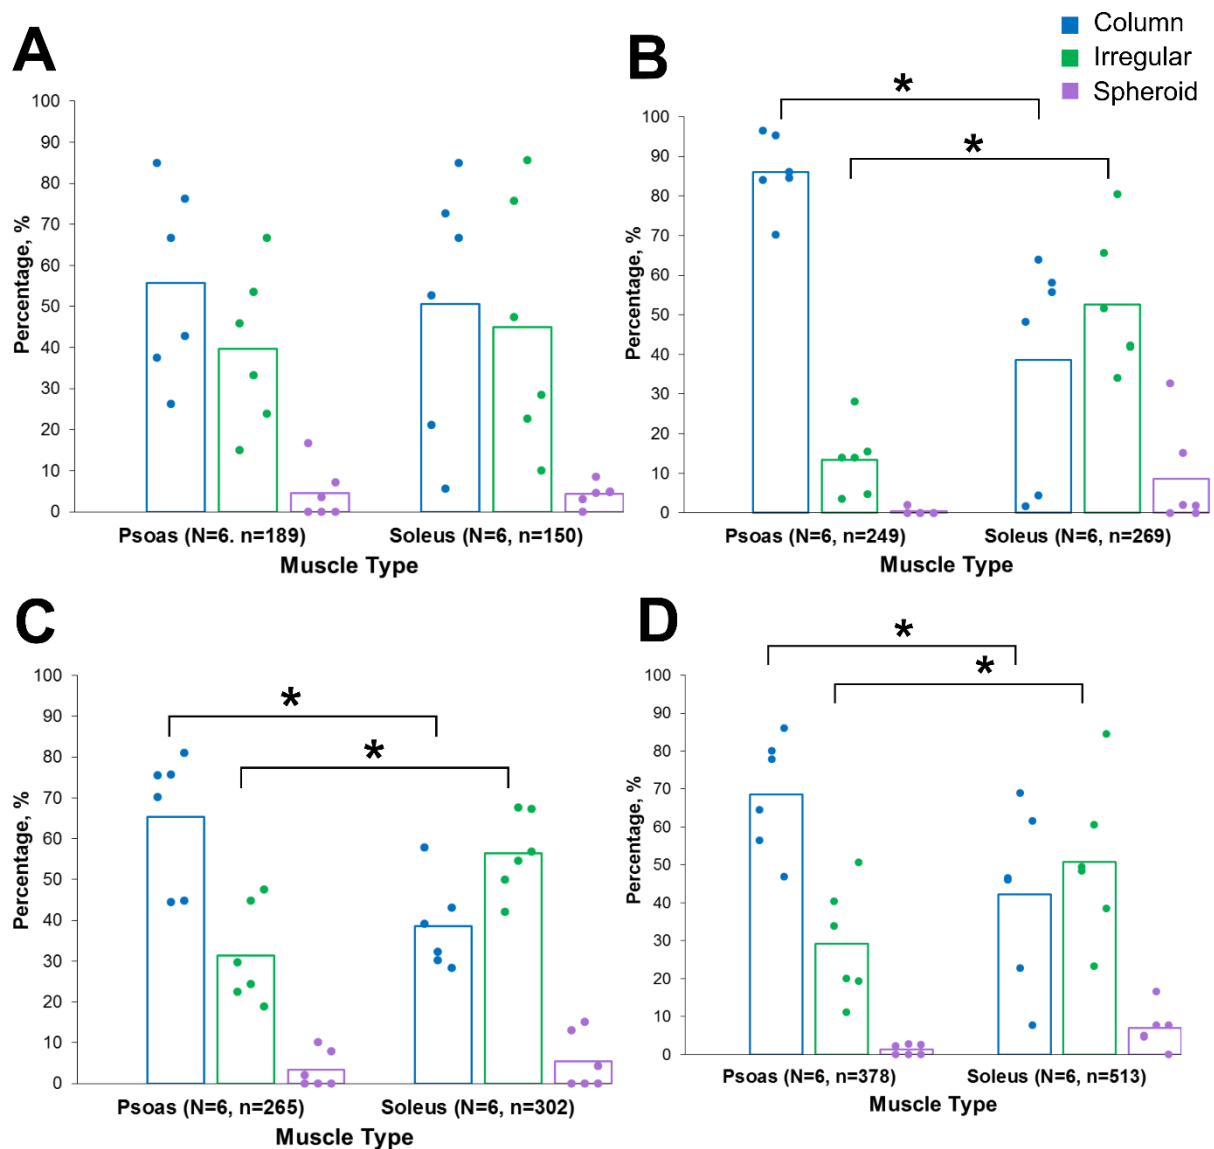 A
Percentage, %
100
90
80
70
60
50
40
30
20
10
0
Psoas (N=6. n=189)
Soleus (N=6, n=150)
Muscle Type
B
Column
Irregular
Spheroid
*
*
Percentage, %
100
90
80
70
60
50
40
30
20
10
0
Psoas (N=6, n=249)
Soleus (N=6, n=269)
Muscle Type
C
*
*
Percentage, %
100
90
80
70
60
50
40
30
20
10
0
Psoas (N=6, n=265)
Soleus (N=6, n=302)
Muscle Type
D
*
*
Percentage, %
100
90
80
70
60
50
40
30
20
10
0
Psoas (N=6, n=378)
Soleus (N=6, n=513)
Muscle Type